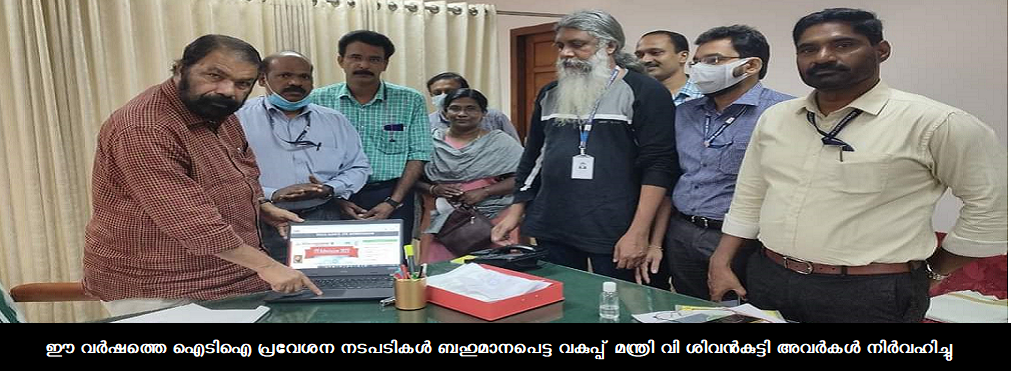 ഈ വർഷത്തെ ഐടിഐ പ്രവേശന നടപടികൾ ബഹുമാനപെട്ട വകുപ്പ് മന്ത്രി വി ശിവൻകുട്ടി അവർകൾ നിർവഹിച്ചു